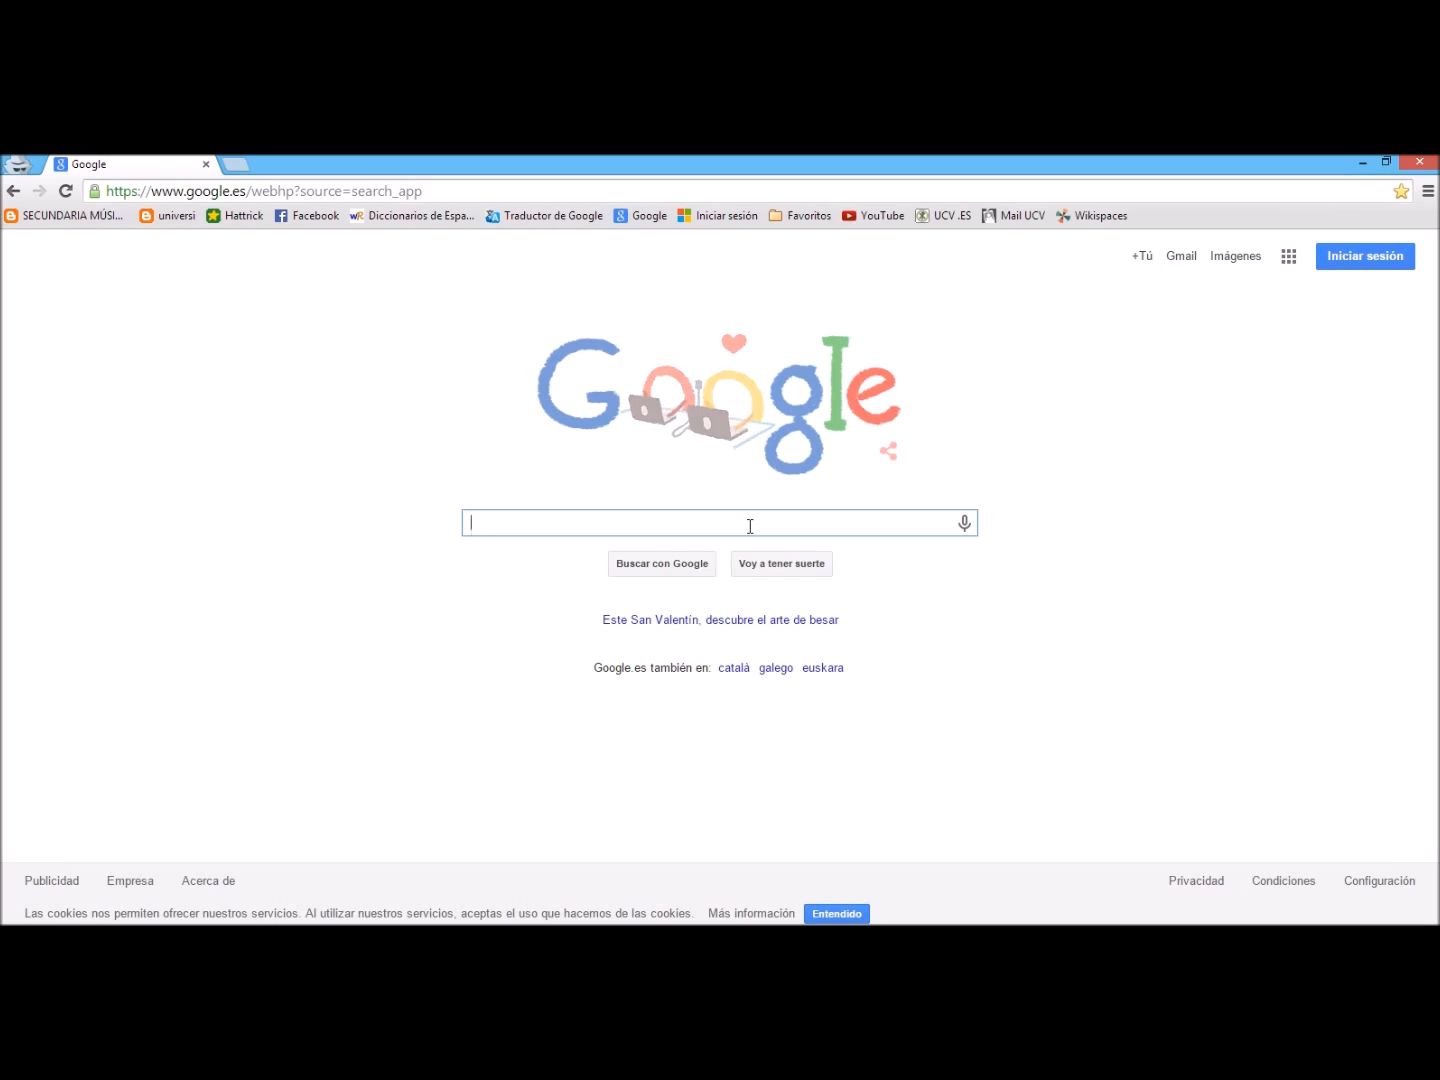 Google
https://www.google.es/webhp?source=search_app
SECUNDARIA MÚSI... universi Hattrick Facebook Diccionarios de Espa... Traductor de Google Google Iniciar sesión Favoritos YouTube UCV .ES Mail UCV Wikispaces
+Tú Gmail Imágenes Iniciar sesión
Google
Buscar con Google Voy a tener suerte
Este San Valentín, descubre el arte de besar
Google.es también en: català galego euskara
Publicidad Empresa Acerca de Privacidad Condiciones Configuración
Las cookies nos permiten ofrecer nuestros servicios. Al utilizar nuestros servicios, aceptas el uso que hacemos de las cookies. Más información Entendido